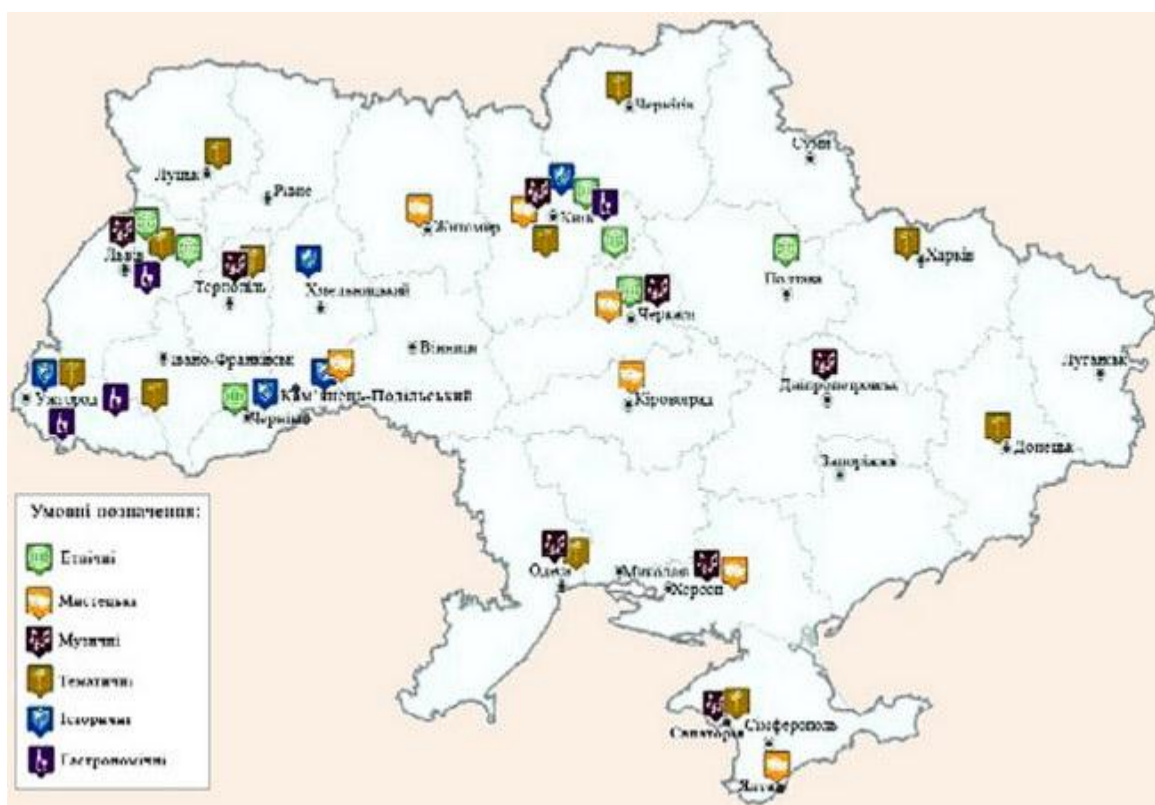 Чернігів
Суми
Луцьк
Рівне
Житомир
Київ
Львів
Тернопіль
Хмельницький
Полтава
Харків
Черкаси
Івано-Франківськ
Вінниця
Ужгород
Кам'янець-Подільський
Чернівці
Кіровоград
Дніпропетровськ
Луганськ
Донецьк
Запоріжжя
Одеса
Миколаїв
Херсон
Євпаторія
Сімферополь
Ялта
Умовні позначення:
Етнічні
Мистецькі
Музичні
Тематичні
Історичні
Гастрономічні